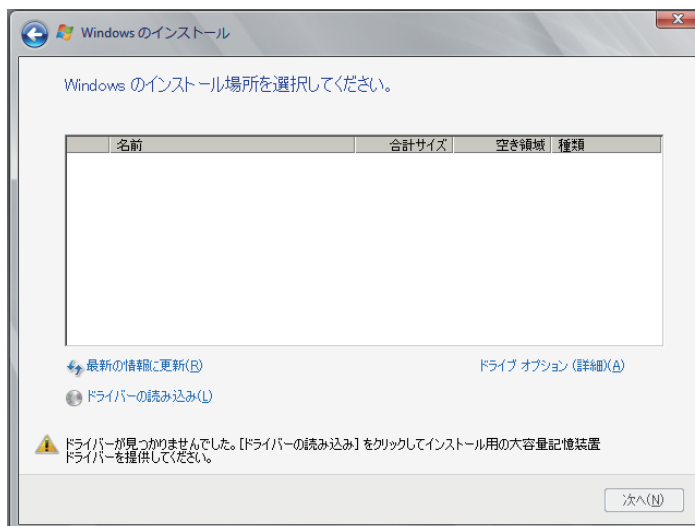 Windows のインストール
Windows のインストール場所を選択してください。
名前 合計サイズ 空き領域 種類
最新の情報に更新(R)
ドライブ オプション (詳細)(A)
ドライバーの読み込み(L)
ドライバーが見つかりませんでした。[ドライバーの読み込み] をクリックしてインストール用の大容量記憶装置
ドライバーを提供してください。
次へ(N)